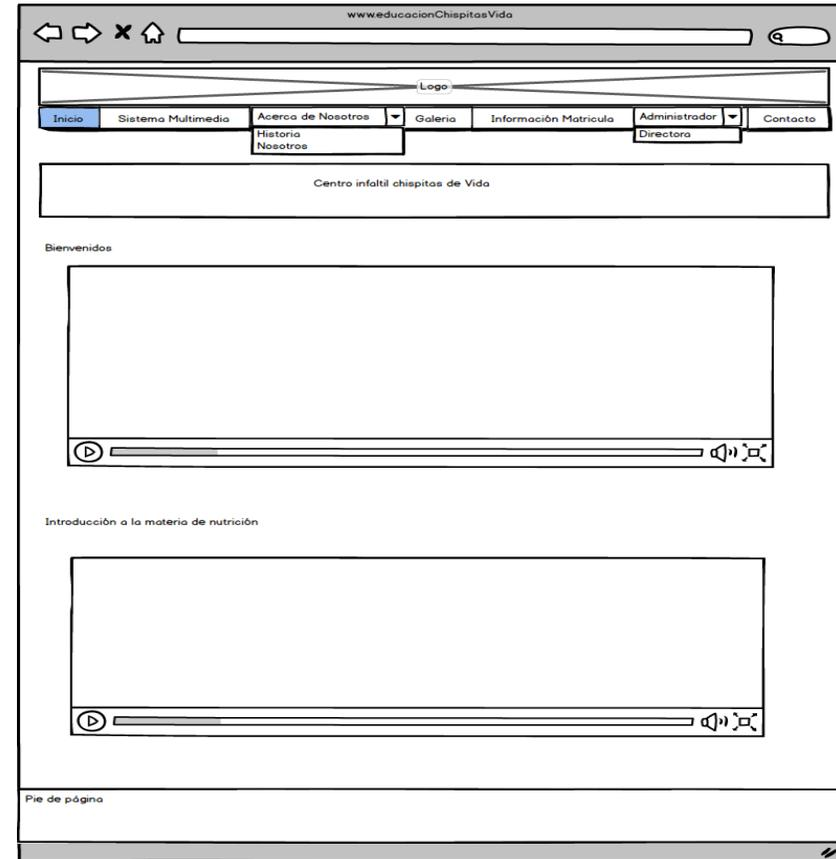 www.educacionChispitasVida
Logo
Inicio Sistema Multimedia Acerca de Nosotros Galeria Información Matricula Administrador Contacto
Historia Directora
Nosotros
Centro infaltil chispitas de Vida
Bienvenidos
Introducción a la materia de nutrición
Pie de página